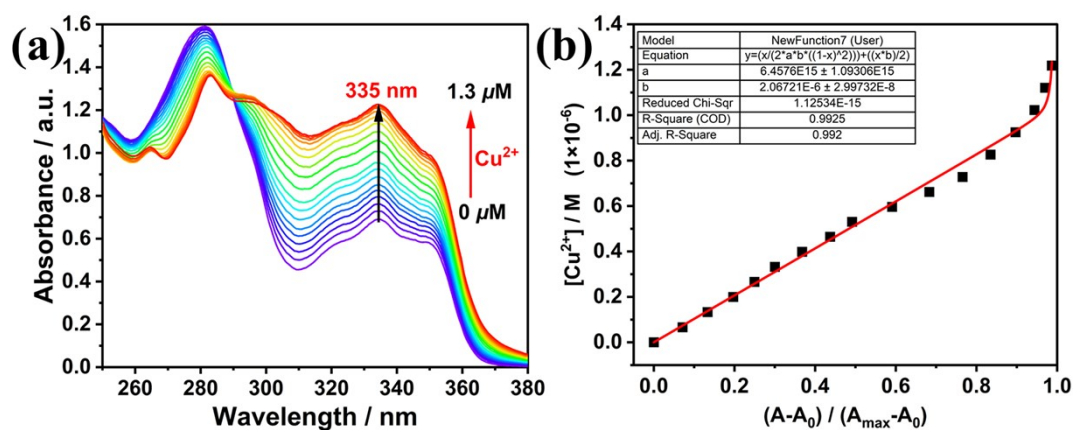 (a)
Absorbance / a.u.
1.6
1.4
1.2
1.0
0.8
0.6
0.4
0.2
0.0
335 nm
1.3 μM
Cu²⁺
0 μM
260 280 300 320 340 360 380
Wavelength / nm
(b)
[Cu²⁺] / M (1×10⁻⁶)
1.4
1.2
1.0
0.8
0.6
0.4
0.2
0.0
Model NewFunction7 (User)
Equation y=(x/(2*a*b*((1-x)^2)))+((x*b)/2)
a 6.4576E15 ± 1.09306E15
b 2.06721E-6 ± 2.99732E-8
Reduced Chi-Sqr 1.12534E-15
R-Square (COD) 0.9925
Adj. R-Square 0.992
0.0 0.2 0.4 0.6 0.8 1.0
(A-A₀) / (Aₘₐₓ-A₀)